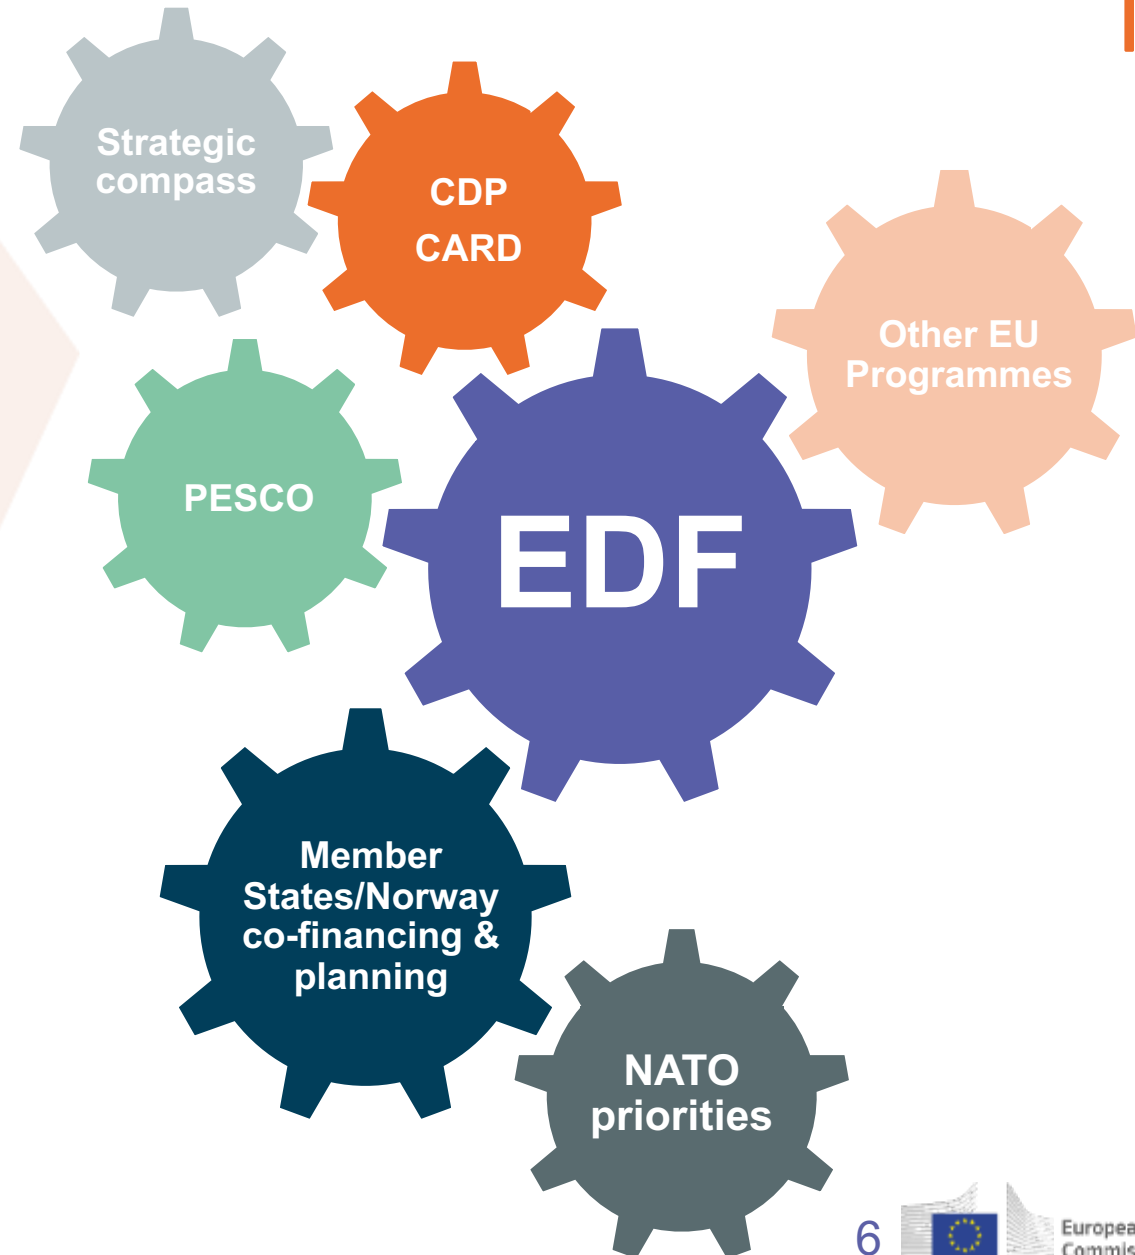 Strategic
compass
CDP
CARD
Other EU
Programmes
PESCO
EDF
Member
States/Norway
co-financing &
planning
NATO
priorities
6